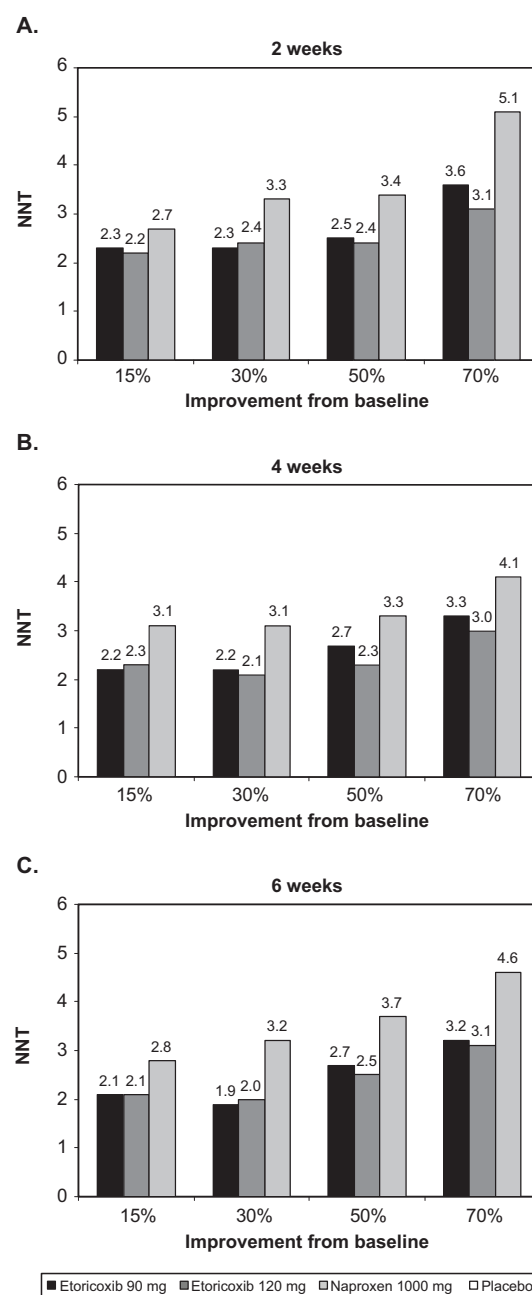 A.
2 weeks
6
5
4
3
2
1
0
NNT
2.3 2.2 2.7 2.3 2.4 3.3 2.5 2.4 3.4 3.6 3.1 5.1
15% 30% 50% 70%
Improvement from baseline
B.
4 weeks
6
5
4
3
2
1
0
NNT
2.2 2.3 3.1 2.2 2.1 3.1 2.7 2.3 3.3 3.3 3.0 4.1
15% 30% 50% 70%
Improvement from baseline
C.
6 weeks
6
5
4
3
2
1
0
NNT
2.1 2.1 2.8 1.9 2.0 3.2 2.7 2.5 3.7 3.2 3.1 4.6
15% 30% 50% 70%
Improvement from baseline
Etoricoxib 90 mg Etoricoxib 120 mg Naproxen 1000 mg Placebo